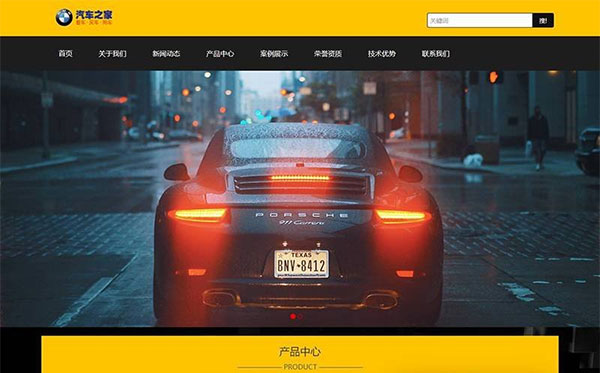 汽车之家
看车·买车·购车
关键词
搜!
首页 关于我们 新闻动态 产品中心 案例展示 荣誉资质 技术优势 联系我们
PORSCHE
911 Carrera
TEXAS
BNV·8412
产品中心
PRODUCT